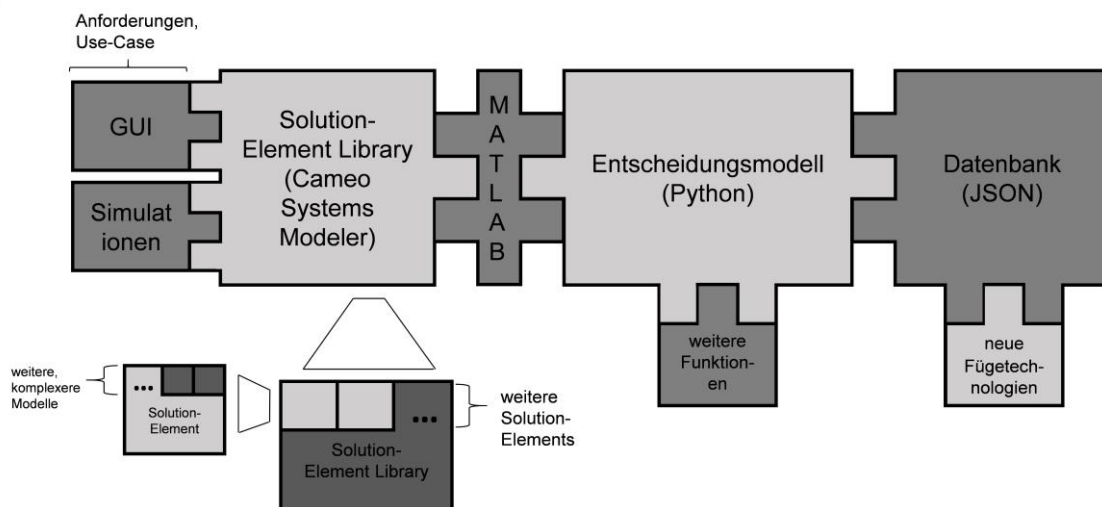 Anforderungen,
Use-Case
GUI
Simulat
ionen
Solution-
Element Library
(Cameo
Systems
Modeler)
M
A
T
L
A
B
Entscheidungsmodell
(Python)
Datenbank
(JSON)
weitere
Funktion-
en
neue
Fügetech-
nologien
weitere,
komplexere
Modelle
...
Solution-
Element
...
Solution-
Element Library
weitere
Solution-
Elements